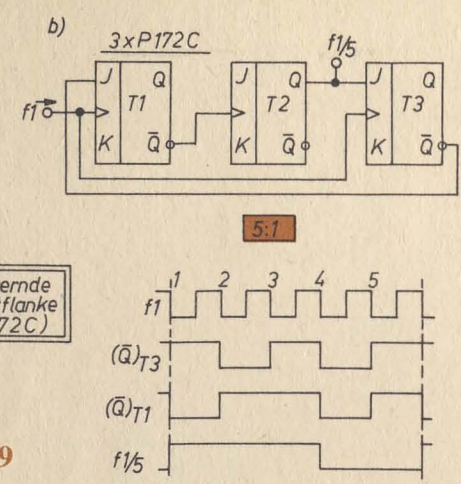 b)
3xP172C
f1/5
J Q J Q J Q
f1 T1 T2 T3
K Q̄ K Q̄ K Q̄
5:1
ernde
flanke
72C)
1 2 3 4 5
f1
(Q̄)T3
(Q̄)T1
f1/5
9